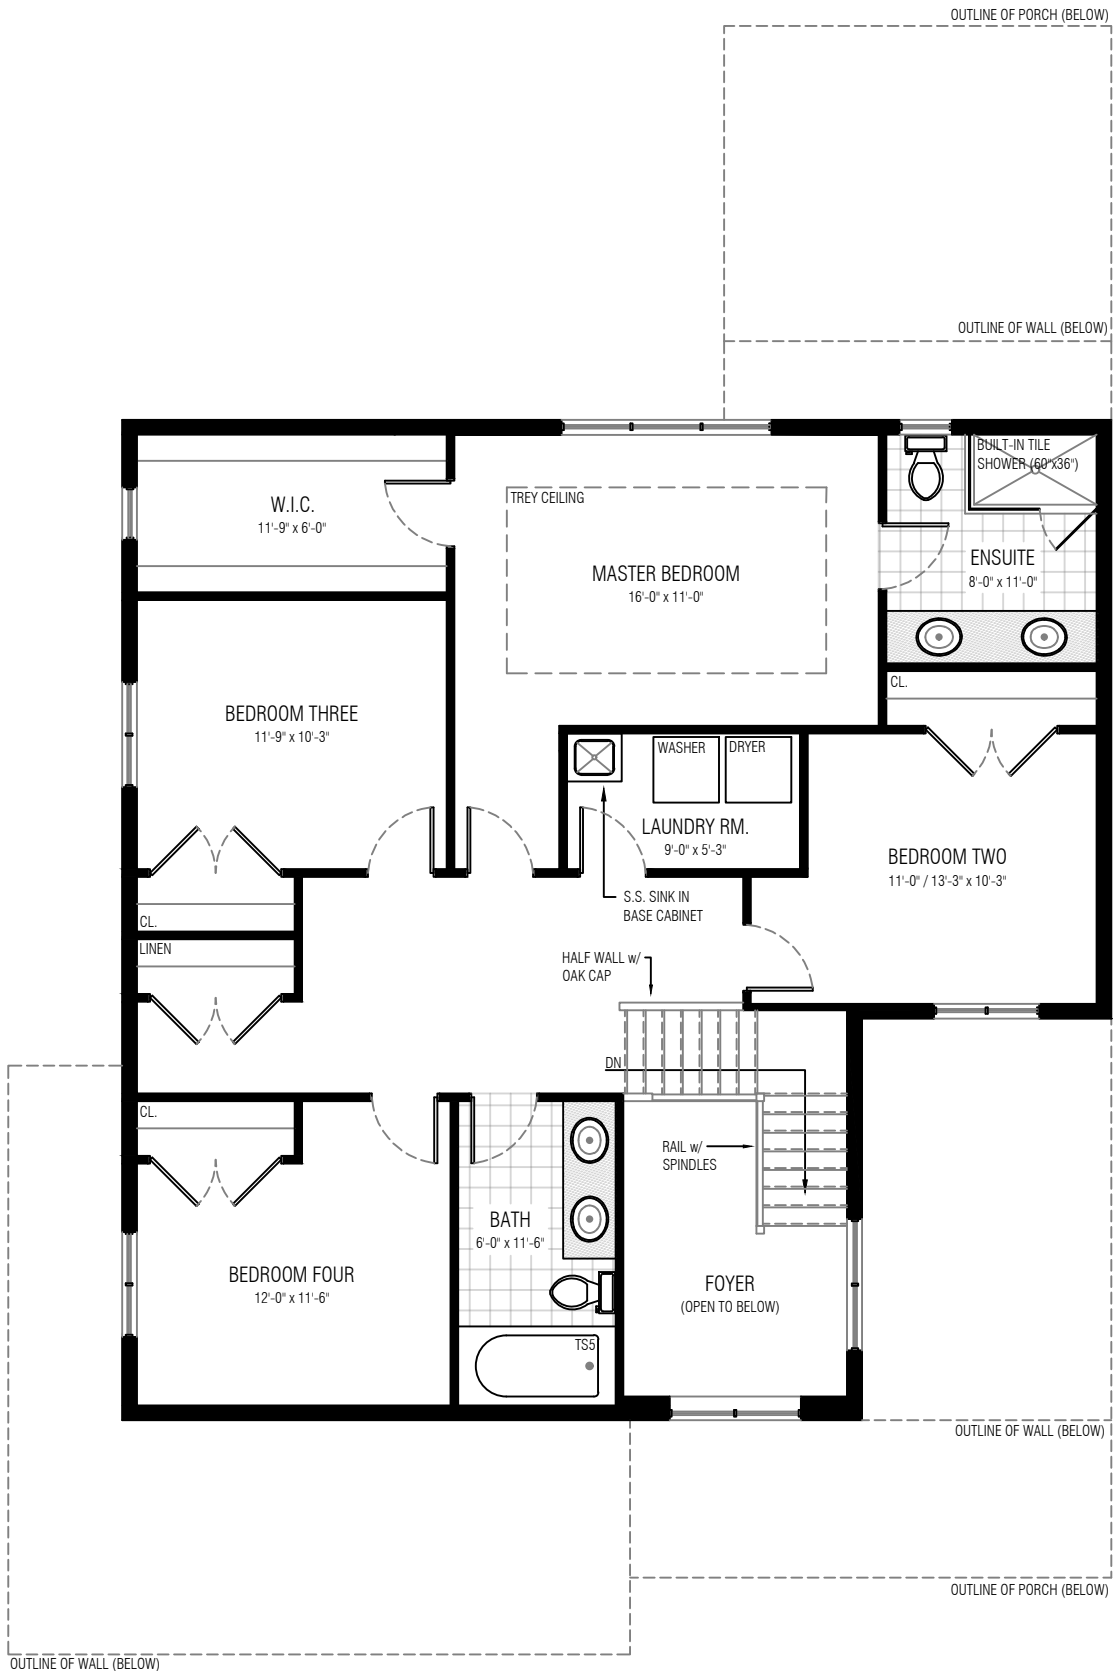 OUTLINE OF PORCH (BELOW)
OUTLINE OF WALL (BELOW)
BUILT-IN TILE
SHOWER (60"x36")
TREY CEILING
W.I.C.
11'-9" x 6'-0"
MASTER BEDROOM
16'-0" x 11'-0"
ENSUITE
8'-0" x 11'-0"
CL.
BEDROOM THREE
11'-9" x 10'-3"
WASHER
DRYER
LAUNDRY RM.
9'-0" x 5'-3"
BEDROOM TWO
11'-0" / 13'-3" x 10'-3"
S.S. SINK IN
BASE CABINET
CL.
LINEN
HALF WALL w/
OAK CAP
DN
CL.
RAIL w/
SPINDLES
BATH
6'-0" x 11'-6"
BEDROOM FOUR
12'-0" x 11'-6"
FOYER
(OPEN TO BELOW)
TS5
OUTLINE OF WALL (BELOW)
OUTLINE OF PORCH (BELOW)
OUTLINE OF WALL (BELOW)